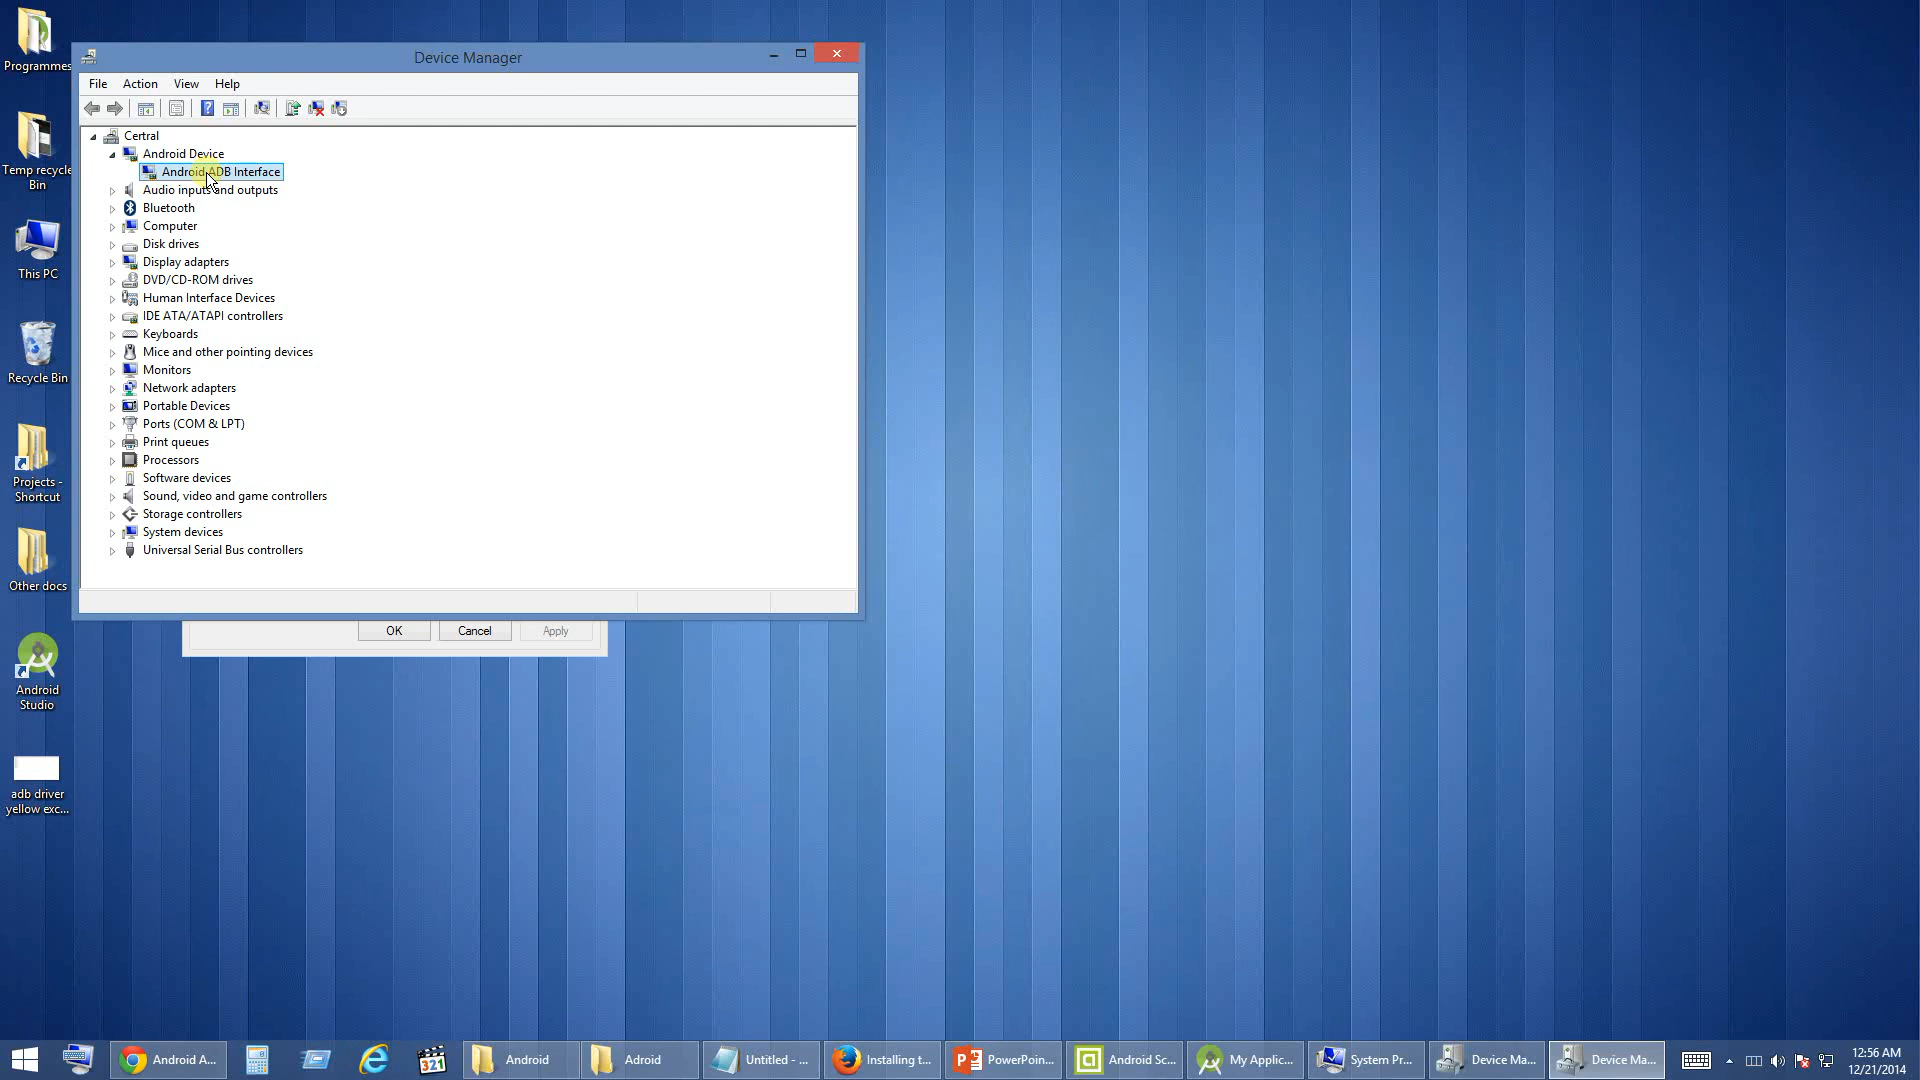 Programmes
Temp recycle
Bin
This PC
Recycle Bin
Projects -
Shortcut
Other docs
Android
Studio
adb driver
yellow exc...
Device Manager
File Action View Help
Certral
Android Device
Android ADB Interface
Audio inputs and outputs
Bluetooth
Computer
Disk drives
Display adapters
DVD/CD-ROM drives
Human Interface Devices
IDE ATA/ATAPI controllers
Keyboards
Mice and other pointing devices
Monitors
Network adapters
Portable Devices
Ports (COM & LPT)
Print queues
Processors
Software devices
Sound, video and game controllers
Storage controllers
System devices
Universal Serial Bus controllers
OK Cancel Apply
Android A... 321 Android Adroid Untitled - ... Installing t... PowerPoin... Android Sc... My Applic... System Pr... Device Ma... Device Ma... 12:56 AM
12/21/2014